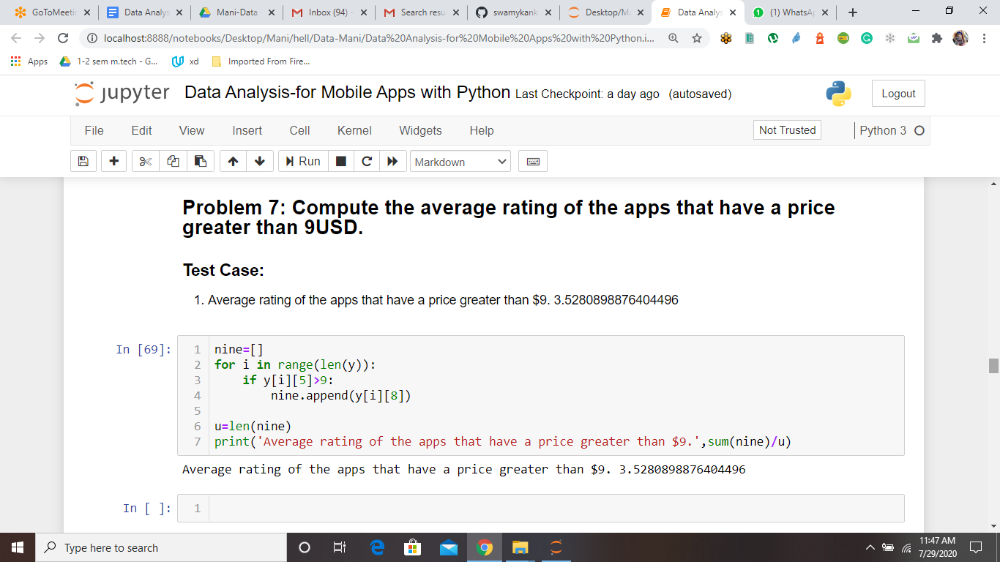 GoToMeetin
Data Analys
Mani-Data
Inbox (94) -
Search resu
swamykank
Desktop/Ma
Data Analys
(1) WhatsAp
localhost:8888/notebooks/Desktop/Mani/hell/Data-Mani/Data%20Analysis-for%20Mobile%20Apps%20with%20Python.i...
Apps
1-2 sem m.tech - G...
xd
Imported From Fire...
jupyter Data Analysis-for Mobile Apps with Python Last Checkpoint: a day ago (autosaved)
Logout
File Edit View Insert Cell Kernel Widgets Help
Not Trusted
Python 3
Run
Markdown
Problem 7: Compute the average rating of the apps that have a price
greater than 9USD.
Test Case:
1. Average rating of the apps that have a price greater than $9. 3.5280898876404496
In [69]:
1 nine=[]
2 for i in range(len(y)):
3     if y[i][5]>9:
4         nine.append(y[i][8])
5
6 u=len(nine)
7 print('Average rating of the apps that have a price greater than $9.',sum(nine)/u)
Average rating of the apps that have a price greater than $9. 3.5280898876404496
In [ ]:
1
Type here to search
11:47 AM
7/29/2020